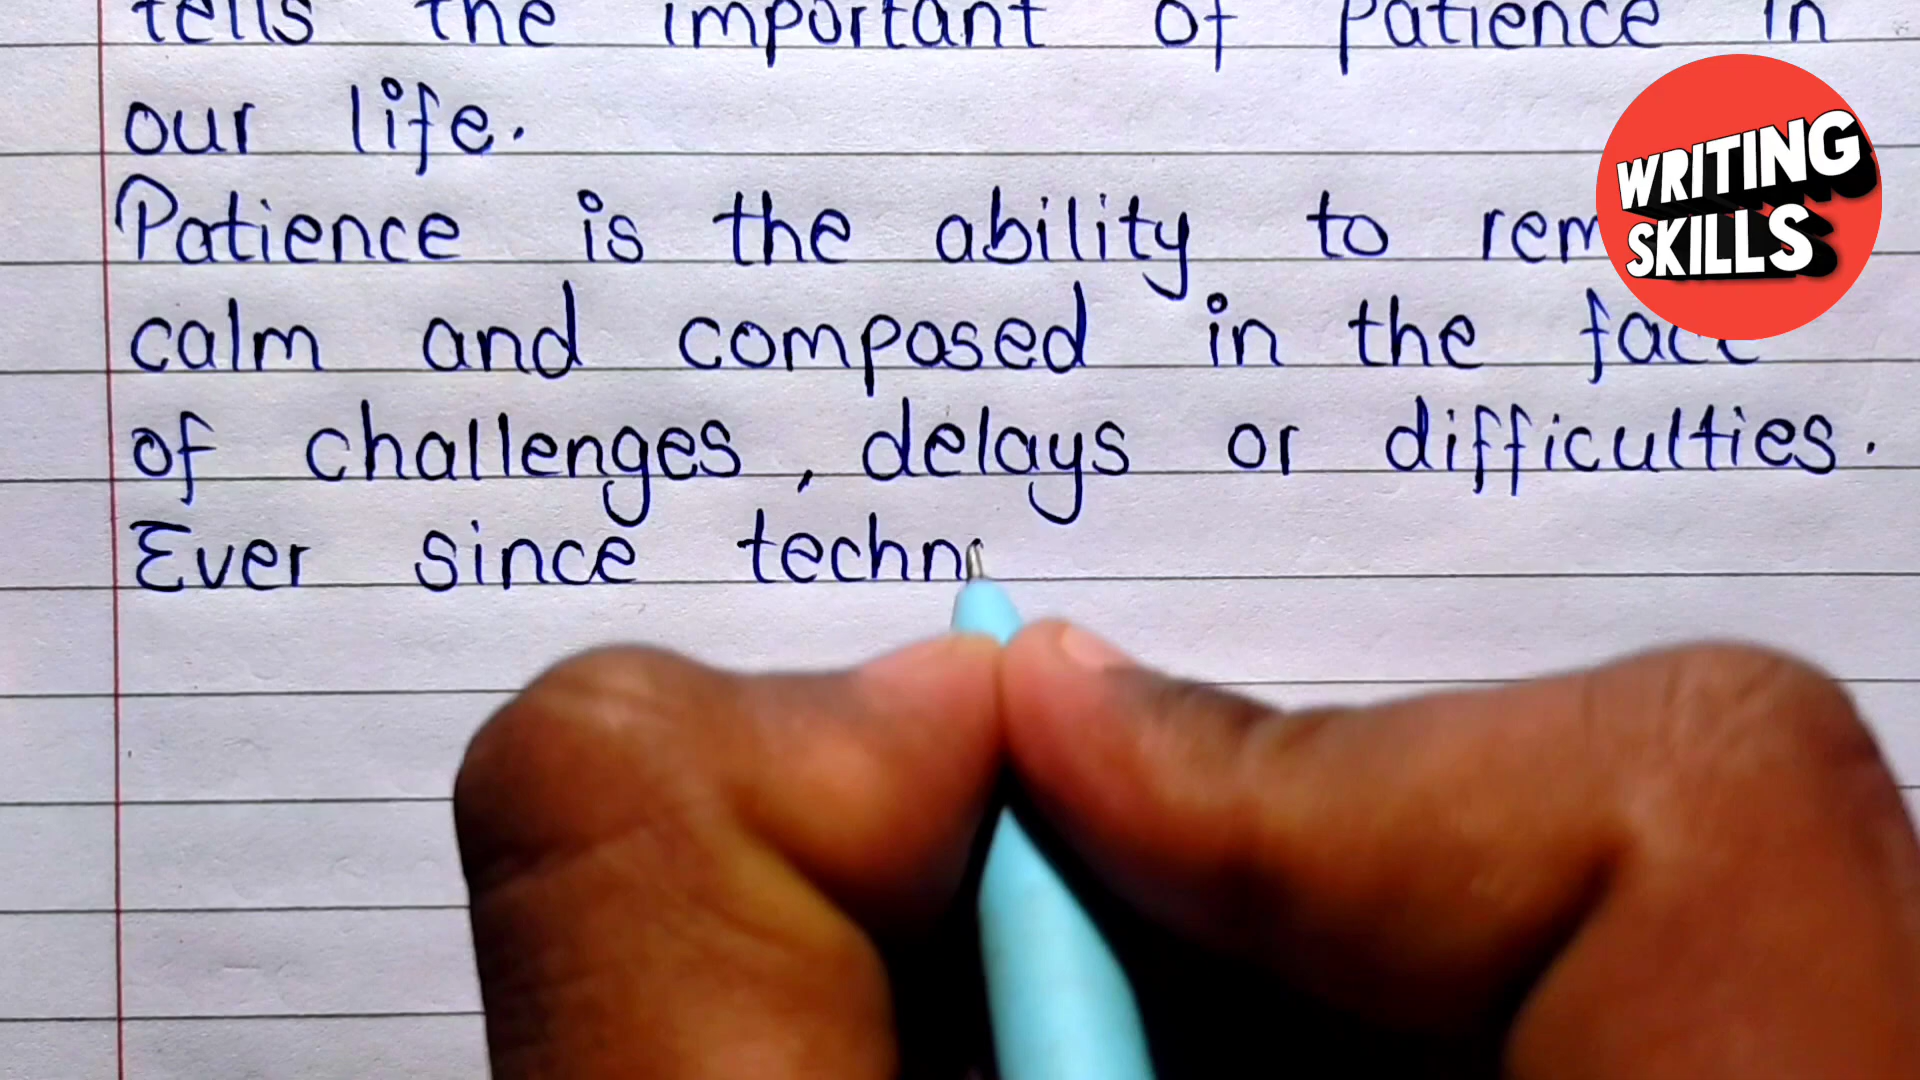 tells the important of patience in
our life.
Patience is the ability to rem
calm and composed in the face
of challenges, delays or difficulties.
Ever since techn
WRITING
SKILLS